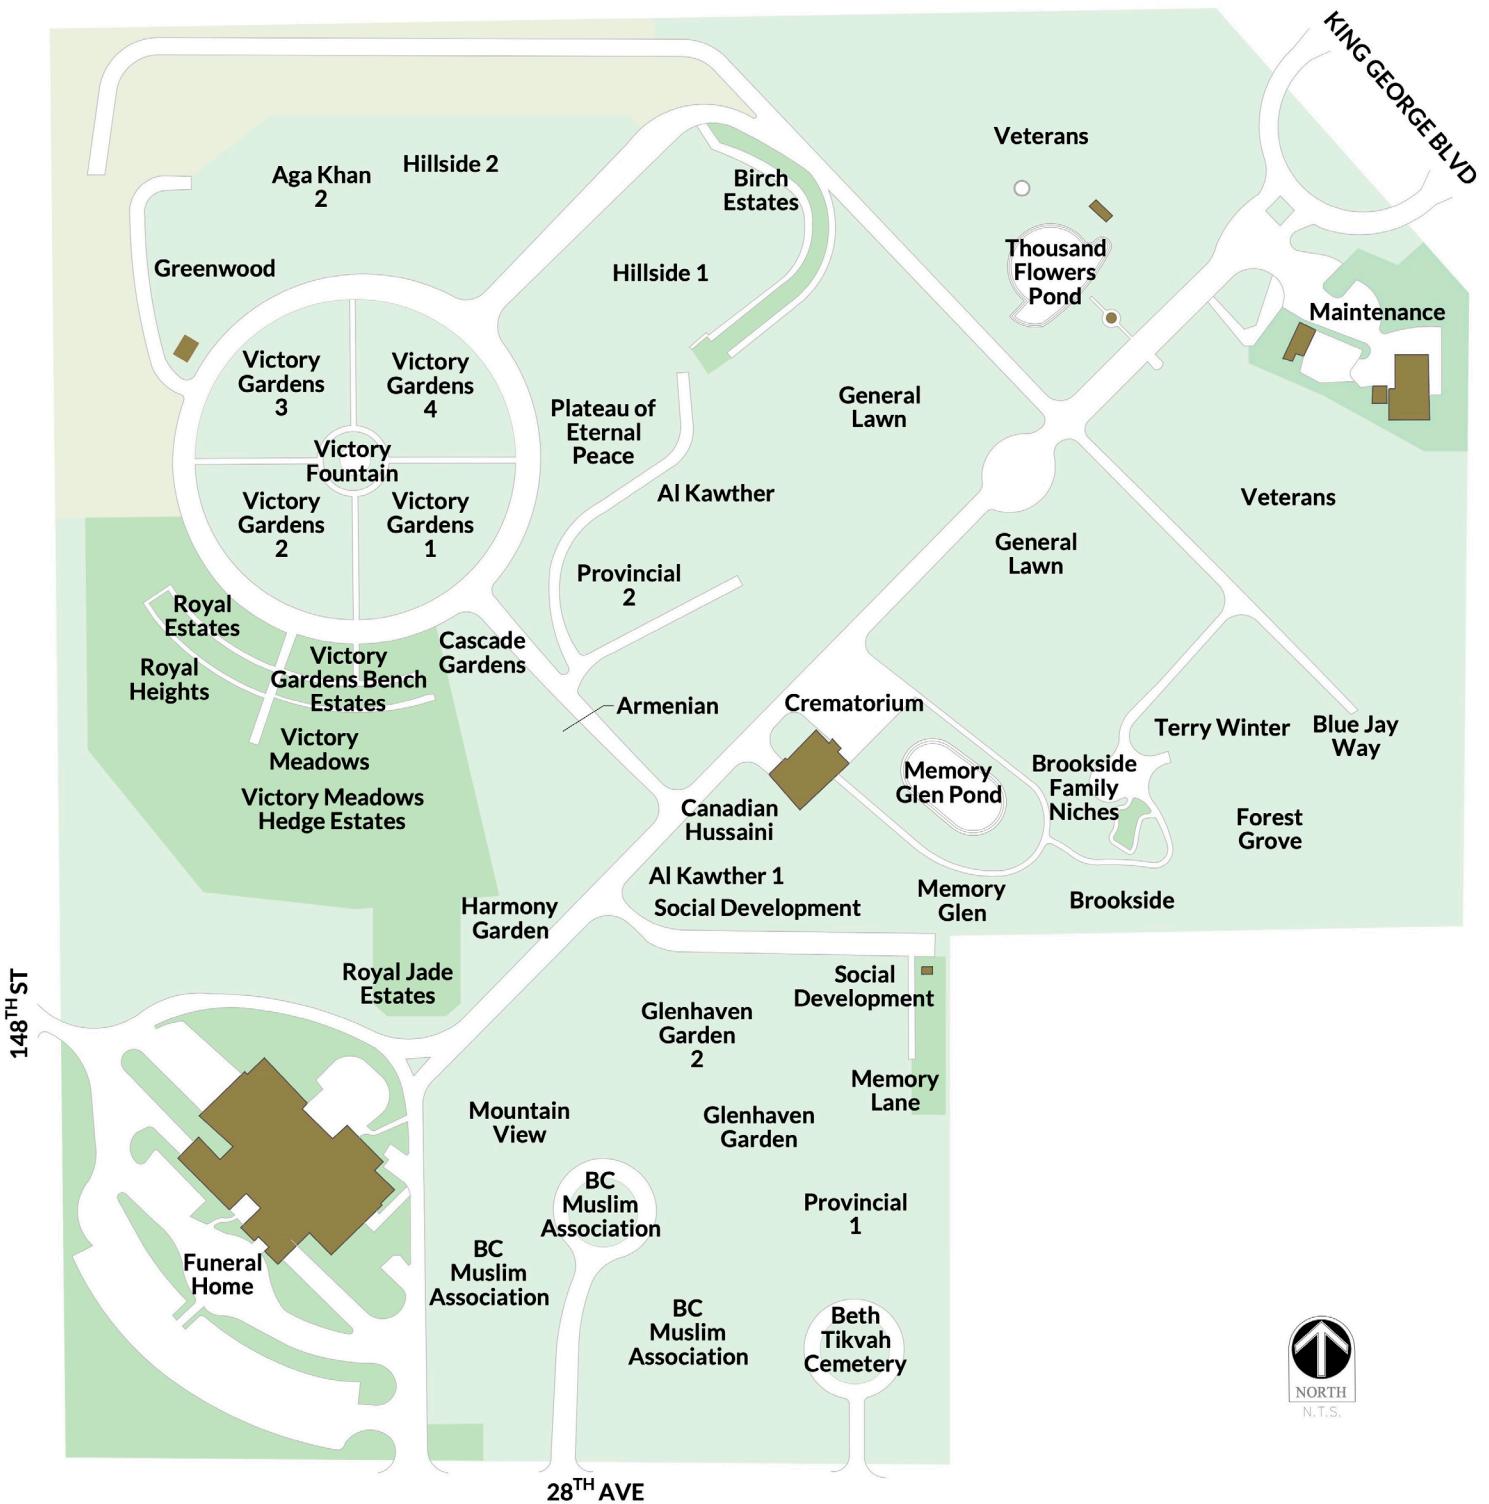 KING GEORGE BLVD
Veterans
Hillside 2
Aga Khan
2
Birch
Estates
Greenwood
Hillside 1
Thousand
Flowers
Pond
Maintenance
Victory
Gardens
3
Victory
Gardens
4
General
Lawn
Plateau of
Eternal
Peace
Victory
Fountain
Al Kawther
Veterans
Victory
Gardens
2
Victory
Gardens
1
General
Lawn
Provincial
2
Royal
Estates
Cascade
Gardens
Royal
Heights
Victory
Gardens Bench
Estates
Armenian
Crematorium
Terry Winter
Blue Jay
Way
Victory
Meadows
Memory
Glen Pond
Brookside
Family
Niches
Victory Meadows
Hedge Estates
Canadian
Hussaini
Forest
Grove
Al Kawther 1
Social Development
Memory
Glen
Brookside
Harmony
Garden
Royal Jade
Estates
Social
Development
148TH ST
Glenhaven
Garden
2
Memory
Lane
Mountain
View
Glenhaven
Garden
BC
Muslim
Association
Provincial
1
BC
Muslim
Association
Funeral
Home
BC
Muslim
Association
Beth
Tikvah
Cemetery
NORTH
N.T.S.
28TH AVE